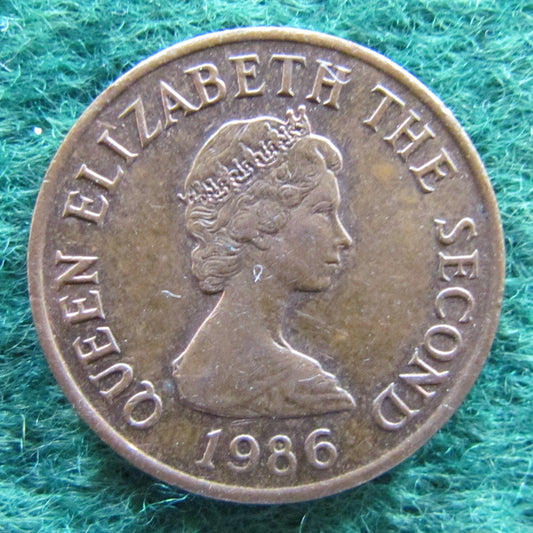 QUEEN ELIZABETH THE SECOND
1986